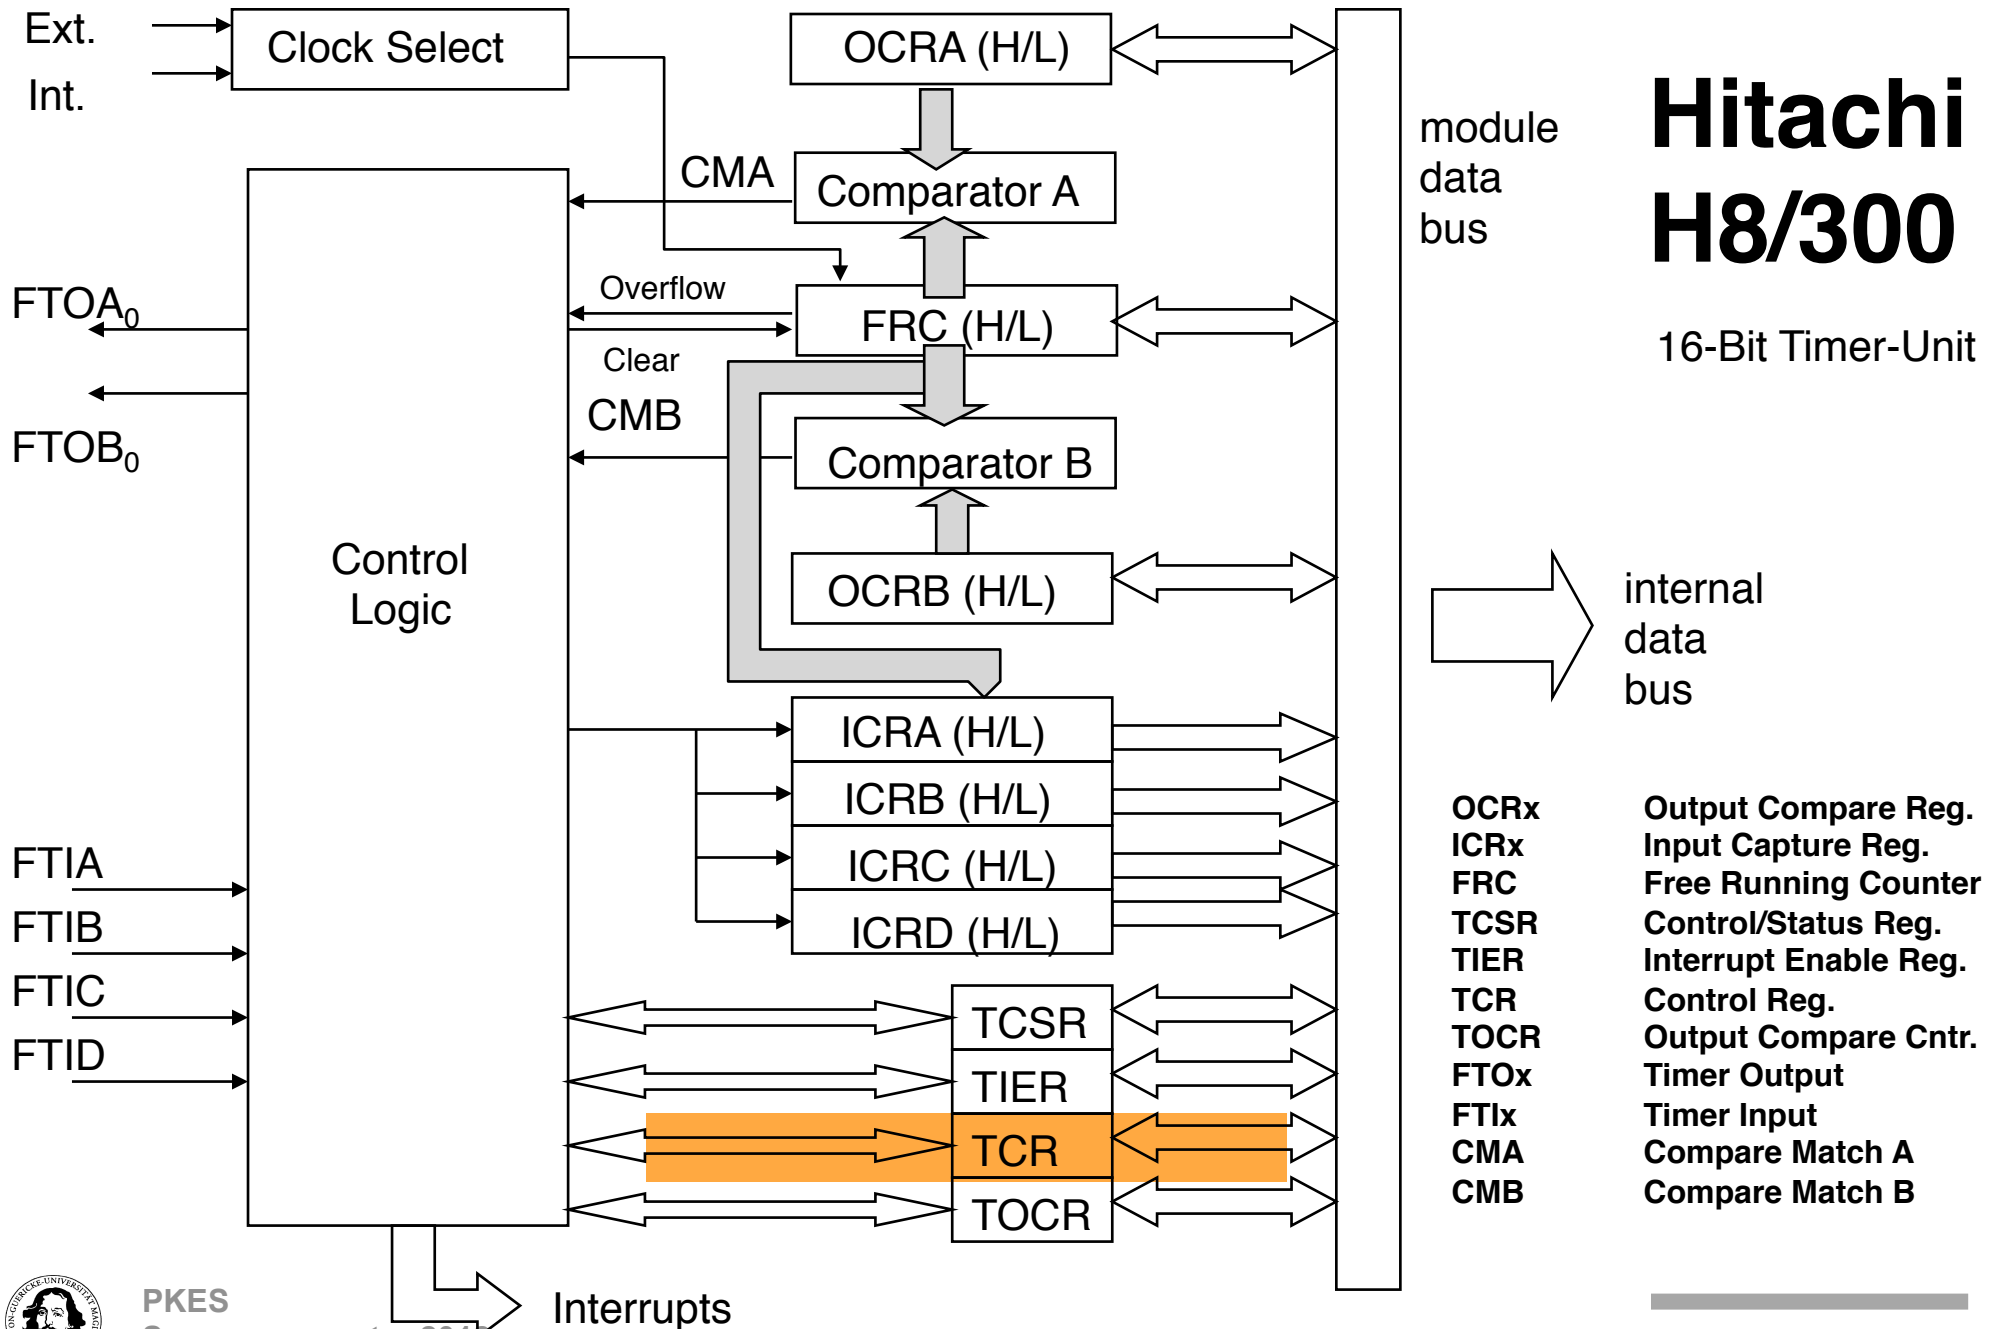 Ext.
Int.
Clock Select
OCRA (H/L)
module
data
bus
Hitachi
H8/300
16-Bit Timer-Unit
CMA
Comparator A
Overflow
FTOA0
FRC (H/L)
Clear
CMB
FTOB0
Comparator B
Control
Logic
OCRB (H/L)
internal
data
bus
ICRA (H/L)
ICRB (H/L)
ICRC (H/L)
ICRD (H/L)
FTIA
FTIB
FTIC
FTID
TCSR
TIER
TCR
TOCR
OCRx Output Compare Reg.
ICRx Input Capture Reg.
FRC Free Running Counter
TCSR Control/Status Reg.
TIER Interrupt Enable Reg.
TCR Control Reg.
TOCR Output Compare Cntr.
FTOx Timer Output
FTIx Timer Input
CMA Compare Match A
CMB Compare Match B
Interrupts
PKES